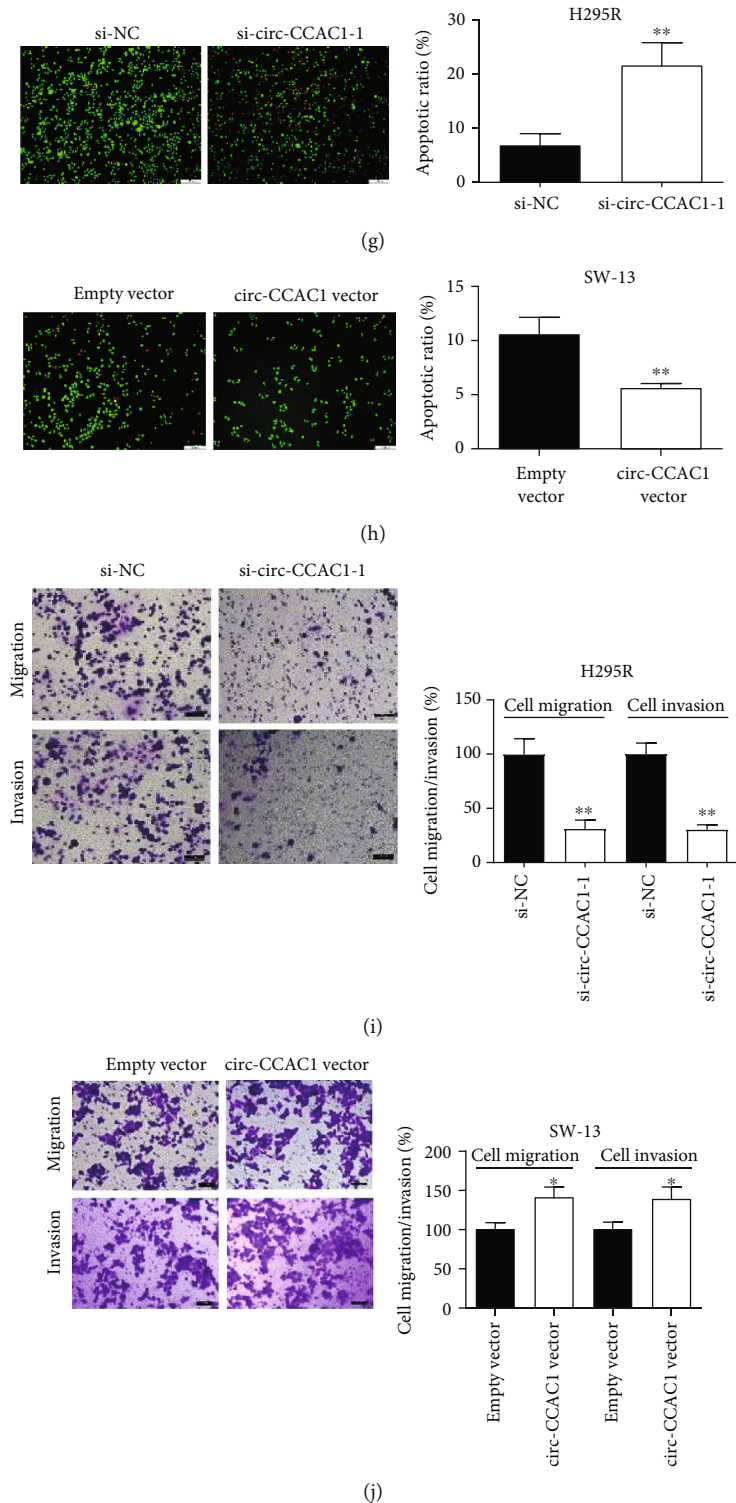 si-NC
si-circ-CCAC1-1
H295R
Apoptotic ratio (%)
30
20
10
0
**
si-NC
si-circ-CCAC1-1
(g)
Empty vector
circ-CCAC1 vector
SW-13
Apoptotic ratio (%)
15
10
5
0
**
Empty
vector
circ-CCAC1
vector
(h)
si-NC
si-circ-CCAC1-1
Migration
Invasion
H295R
Cell migration/invasion (%)
150
100
50
0
Cell migration
Cell invasion
**
**
si-NC
si-circ-CCAC1-1
si-NC
si-circ-CCAC1-1
(i)
Empty vector
circ-CCAC1 vector
Migration
Invasion
SW-13
Cell migration/invasion (%)
200
150
100
50
0
Cell migration
Cell invasion
*
*
Empty vector
circ-CCAC1 vector
Empty vector
circ-CCAC1 vector
(j)